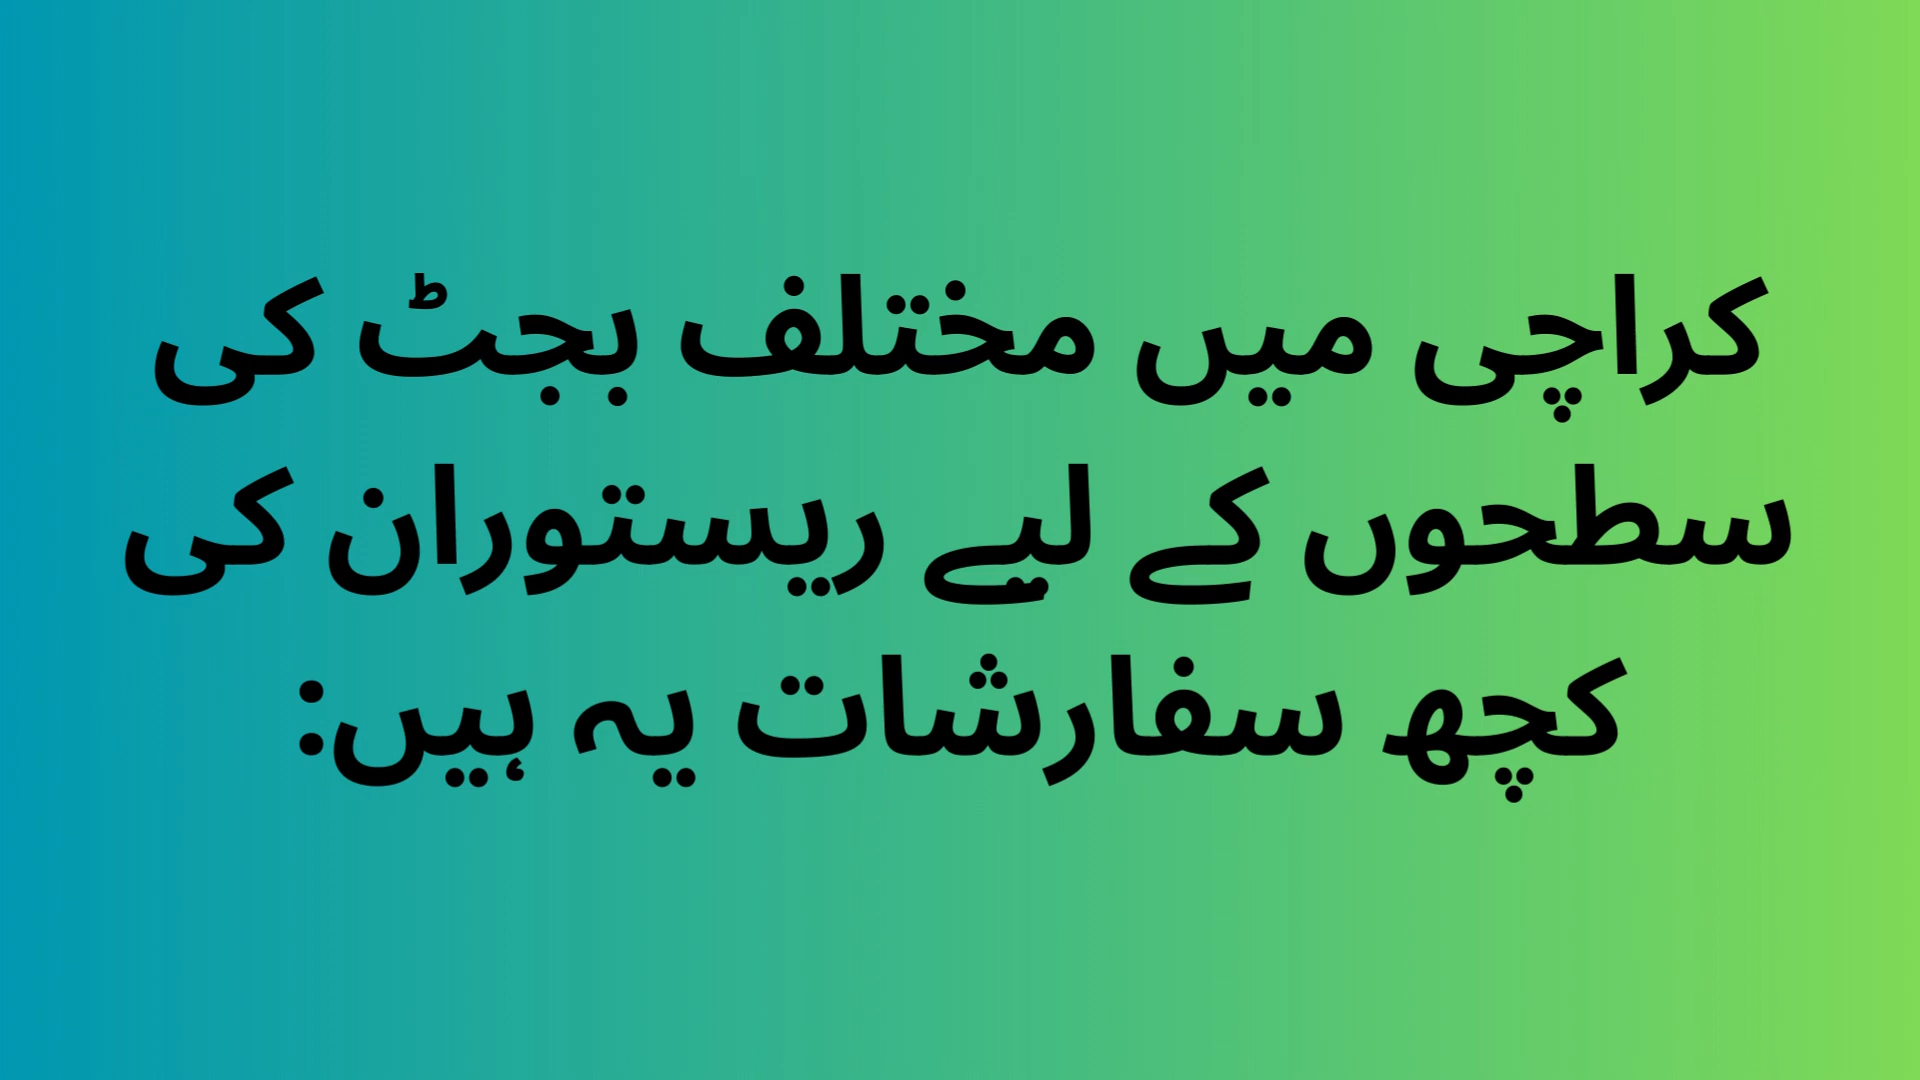 کراچی میں مختلف بجٹ کی
سطحوں کے لیے ریستوران کی
کچھ سفارشات یہ ہیں: